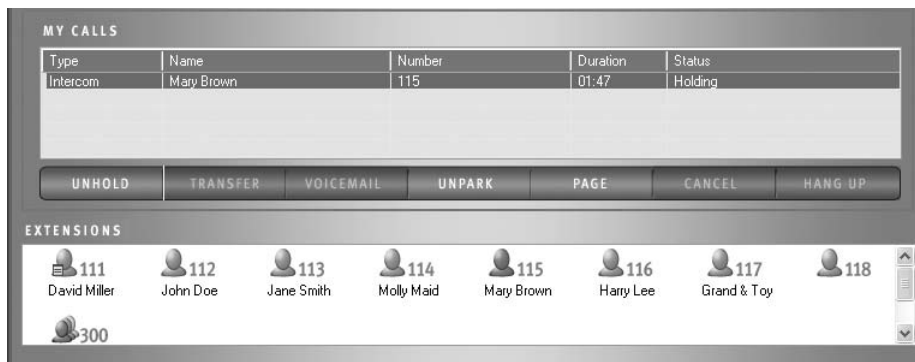 MY CALLS
Type Name Number Duration Status
Intercom Mary Brown 115 01:47 Holding
UNHOLD TRANSFER VOICEMAIL UNPARK PAGE CANCEL HANG UP
EXTENSIONS
111 112 113 114 115 116 117 118
David Miller John Doe Jane Smith Molly Maid Mary Brown Harry Lee Grand & Toy
300